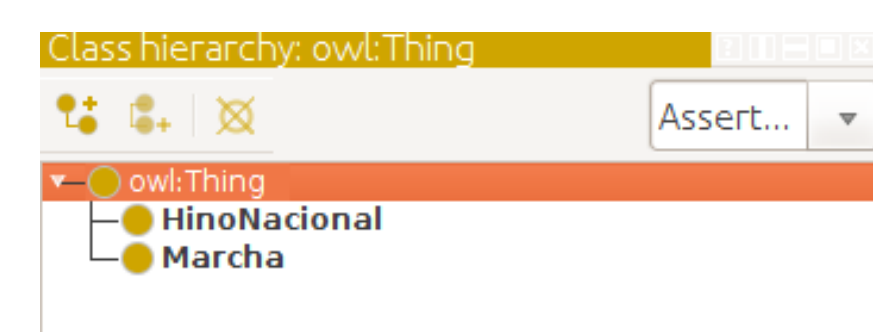 Class hierarchy: owl:Thing
Assert...
owl:Thing
HinoNacional
Marcha